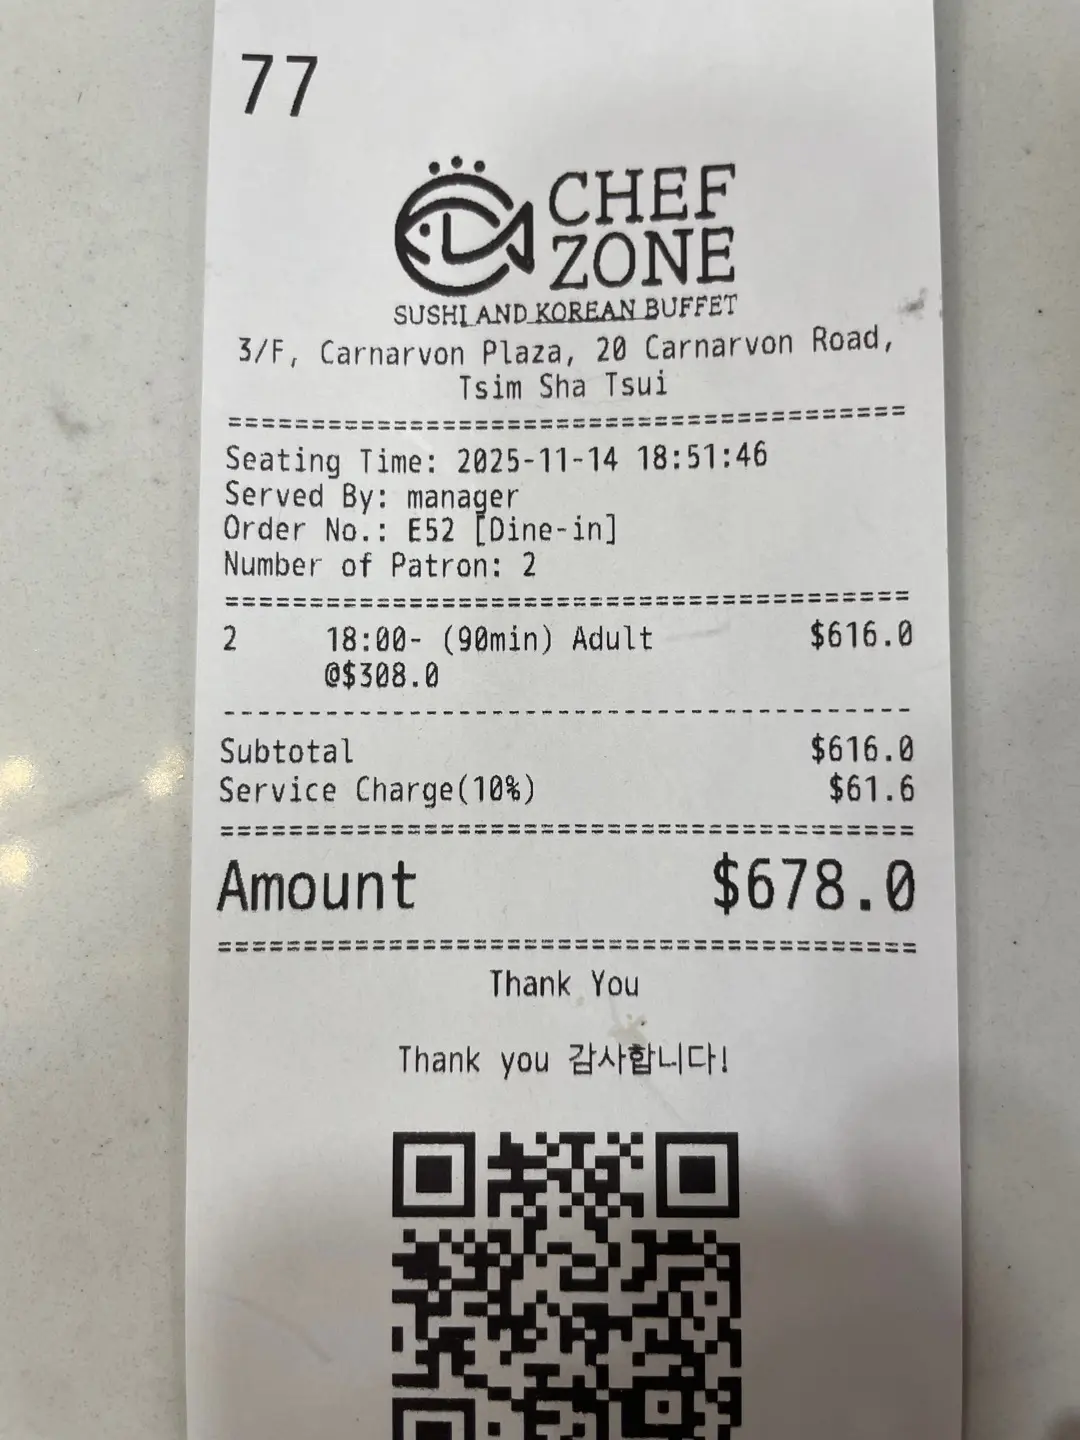 77
CHEF
ZONE
SUSHI AND KOREAN BUFFET
3/F, Carnarvon Plaza, 20 Carnarvon Road,
Tsim Sha Tsui
========================================
Seating Time: 2025-11-14 18:51:46
Served By: manager
Order No.: E52 [Dine-in]
Number of Patron: 2
========================================
2 18:00- (90min) Adult $616.0
@$308.0
----------------------------------------
Subtotal $616.0
Service Charge(10%) $61.6
========================================
Amount $678.0
========================================
Thank You
Thank you 감사합니다!